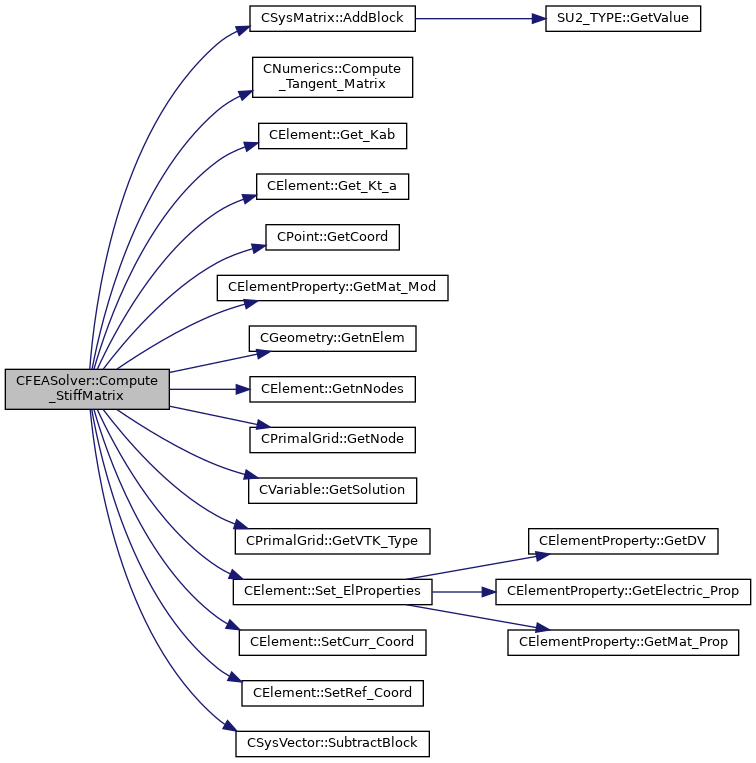 CFEASolver::Compute
_StiffMatrix
CSysMatrix::AddBlock
SU2_TYPE::GetValue
CNumerics::Compute
_Tangent_Matrix
CElement::Get_Kab
CElement::Get_Kt_a
CPoint::GetCoord
CElementProperty::GetMat_Mod
CGeometry::GetnElem
CElement::GetnNodes
CPrimalGrid::GetNode
CVariable::GetSolution
CPrimalGrid::GetVTK_Type
CElement::Set_ElProperties
CElementProperty::GetDV
CElementProperty::GetElectric_Prop
CElementProperty::GetMat_Prop
CElement::SetCurr_Coord
CElement::SetRef_Coord
CSysVector::SubtractBlock